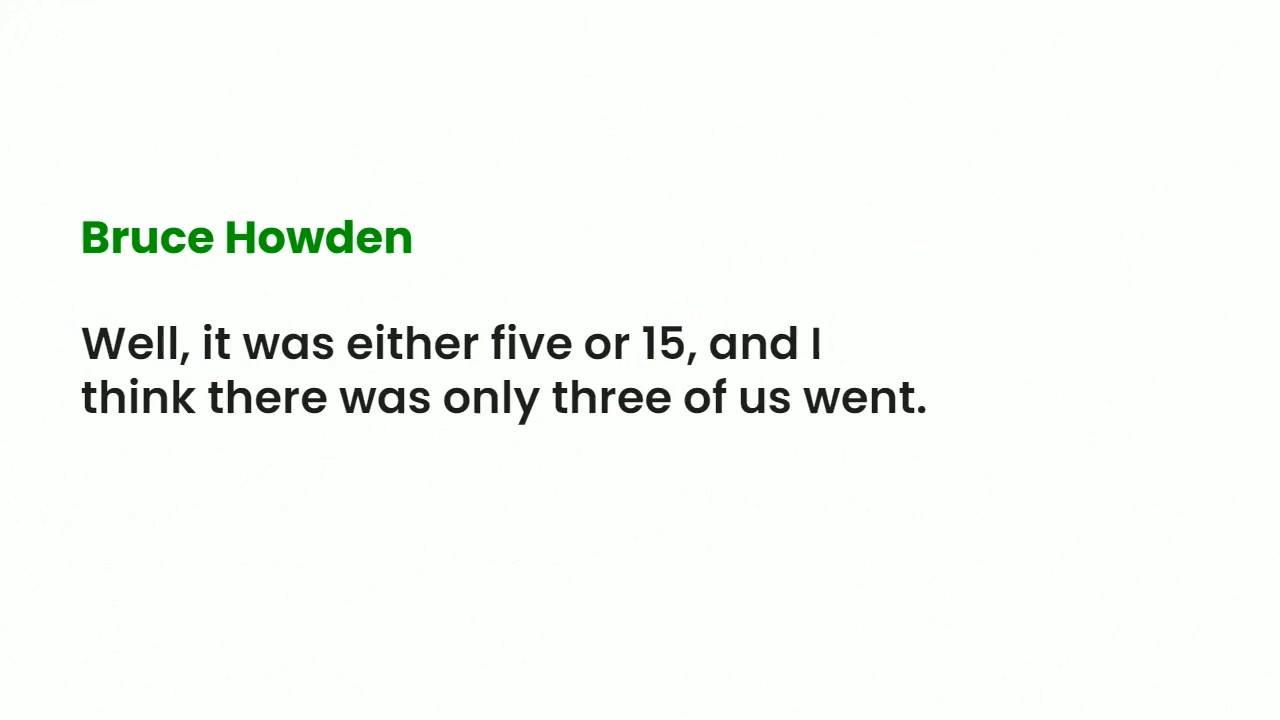 Bruce Howden
Well, it was either five or 15, and I
think there was only three of us went.